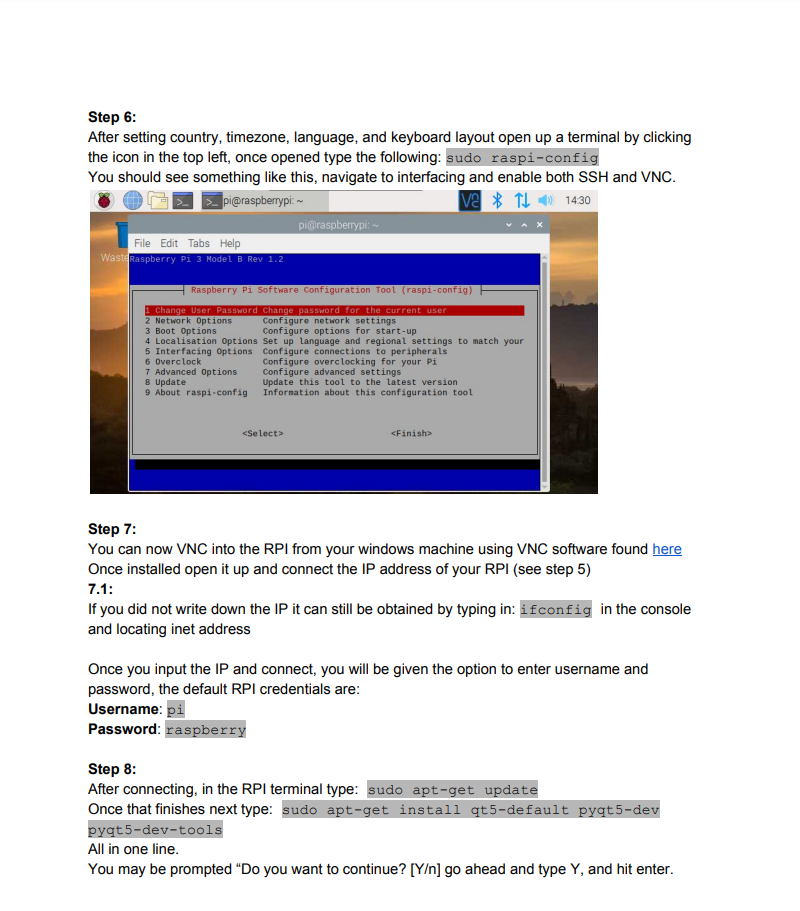 Step 6:
After setting country, timezone, language, and keyboard layout open up a terminal by clicking
the icon in the top left, once opened type the following: sudo raspi-config
You should see something like this, navigate to interfacing and enable both SSH and VNC.
pi@raspberrypi: ~
14:30
pi@raspberrypi: ~
File Edit Tabs Help
Waste
Raspberry Pi 3 Model B Rev 1.2
Raspberry Pi Software Configuration Tool (raspi-config)
1 Change User Password Change password for the current user
2 Network Options Configure network settings
3 Boot Options Configure options for start-up
4 Localisation Options Set up language and regional settings to match your
5 Interfacing Options Configure connections to peripherals
6 Overclock Configure overclocking for your Pi
7 Advanced Options Configure advanced settings
8 Update Update this tool to the latest version
9 About raspi-config Information about this configuration tool
<Select> <Finish>
Step 7:
You can now VNC into the RPI from your windows machine using VNC software found here
Once installed open it up and connect the IP address of your RPI (see step 5)
7.1:
If you did not write down the IP it can still be obtained by typing in: ifconfig in the console
and locating inet address
Once you input the IP and connect, you will be given the option to enter username and
password, the default RPI credentials are:
Username: pi
Password: raspberry
Step 8:
After connecting, in the RPI terminal type: sudo apt-get update
Once that finishes next type: sudo apt-get install qt5-default pyqt5-dev
pyqt5-dev-tools
All in one line.
You may be prompted “Do you want to continue? [Y/n] go ahead and type Y, and hit enter.